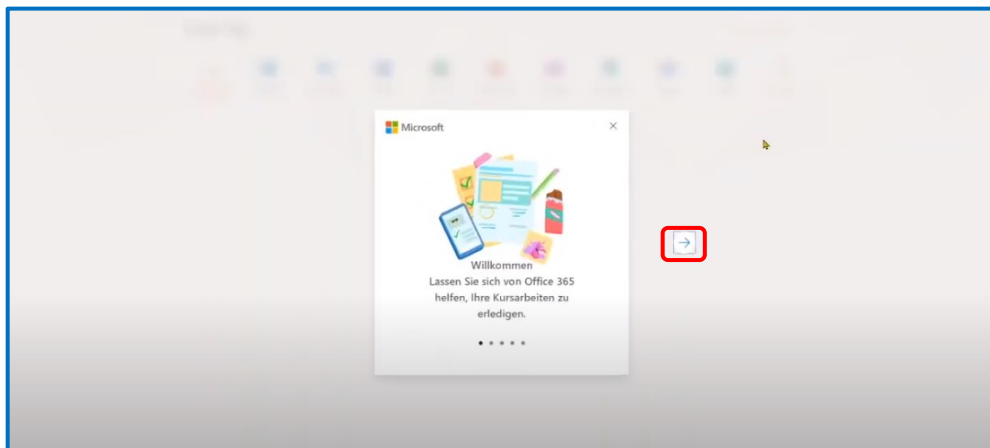 Microsoft
Willkommen
Lassen Sie sich von Office 365
helfen, Ihre Kursarbeiten zu
erledigen.